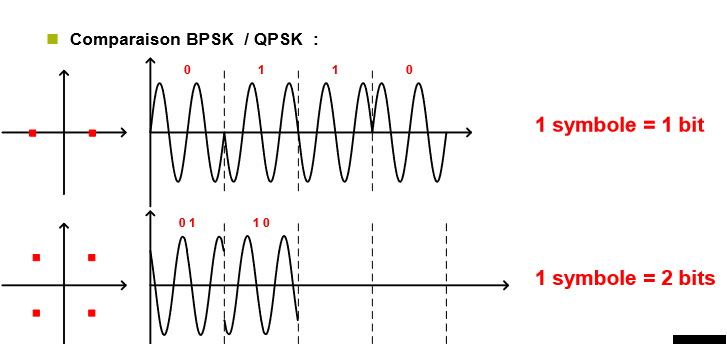 Comparaison BPSK / QPSK :
0 1 1 0
1 symbole = 1 bit
0 1 1 0
1 symbole = 2 bits